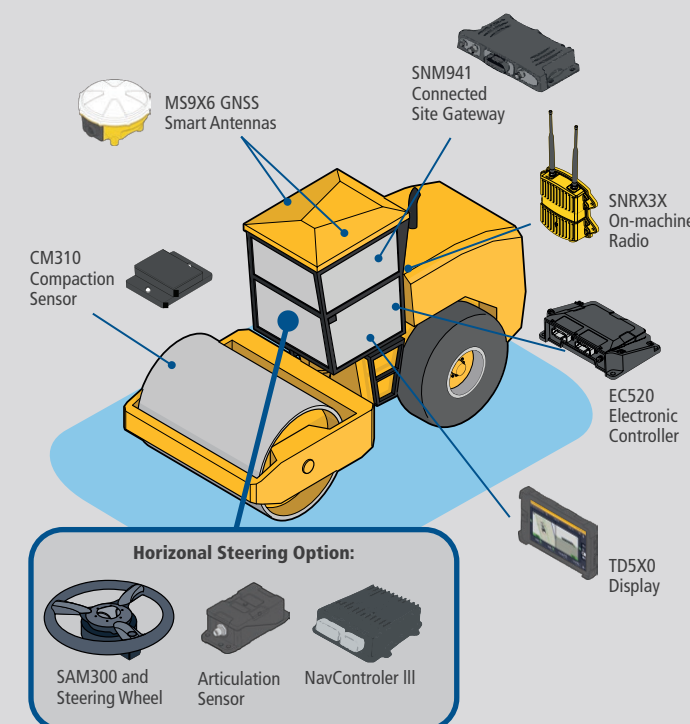 SNM941
Connected
Site Gateway
MS9X6 GNSS
Smart Antennas
SNRX3X
On-machine
Radio
CM310
Compaction
Sensor
EC520
Electronic
Controller
TD5X0
Display
Horizonal Steering Option:
SAM300 and
Steering Wheel
Articulation
Sensor
NavControler III